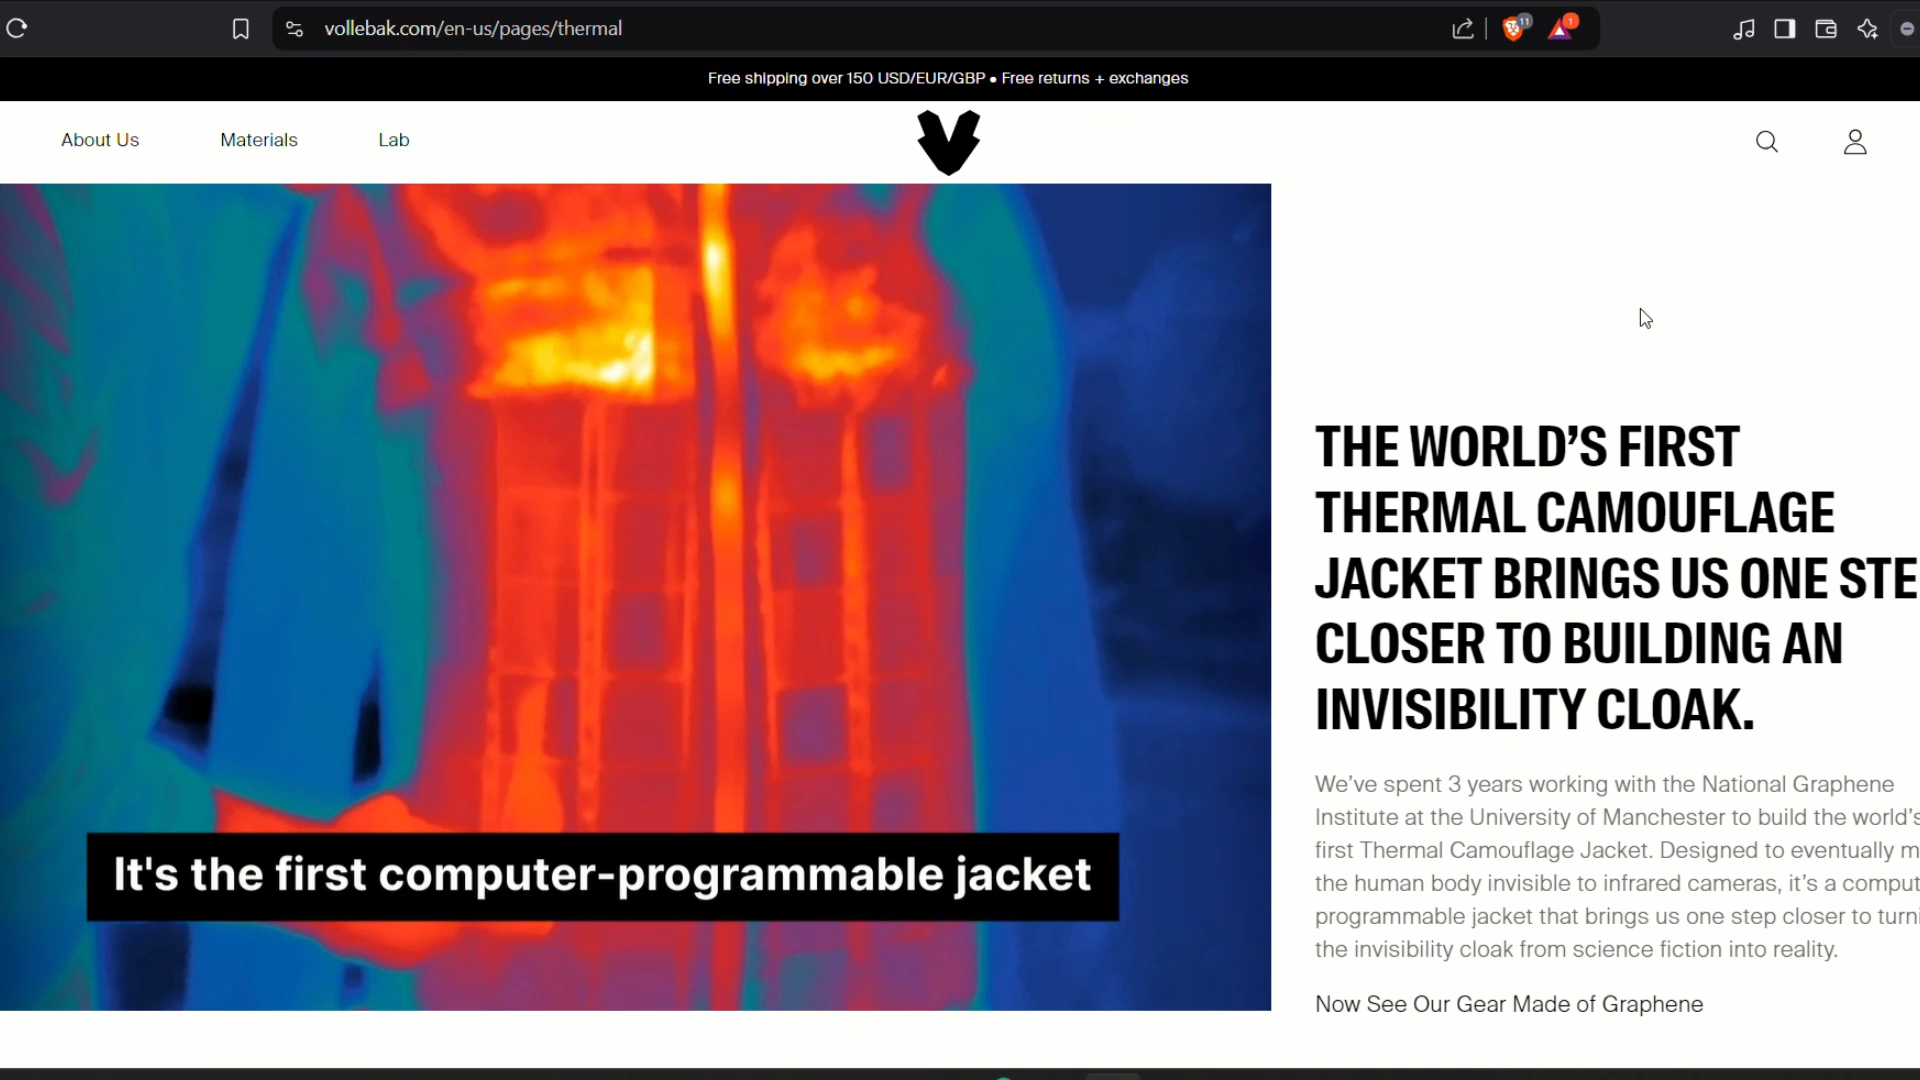 vollebak.com/en-us/pages/thermal
11
1
Free shipping over 150 USD/EUR/GBP • Free returns + exchanges
About Us
Materials
Lab
THE WORLD’S FIRST
THERMAL CAMOUFLAGE
JACKET BRINGS US ONE STE
CLOSER TO BUILDING AN
INVISIBILITY CLOAK.
We’ve spent 3 years working with the National Graphene
Institute at the University of Manchester to build the world’s
first Thermal Camouflage Jacket. Designed to eventually m
the human body invisible to infrared cameras, it’s a comput
programmable jacket that brings us one step closer to turni
the invisibility cloak from science fiction into reality.
Now See Our Gear Made of Graphene
It's the first computer-programmable jacket